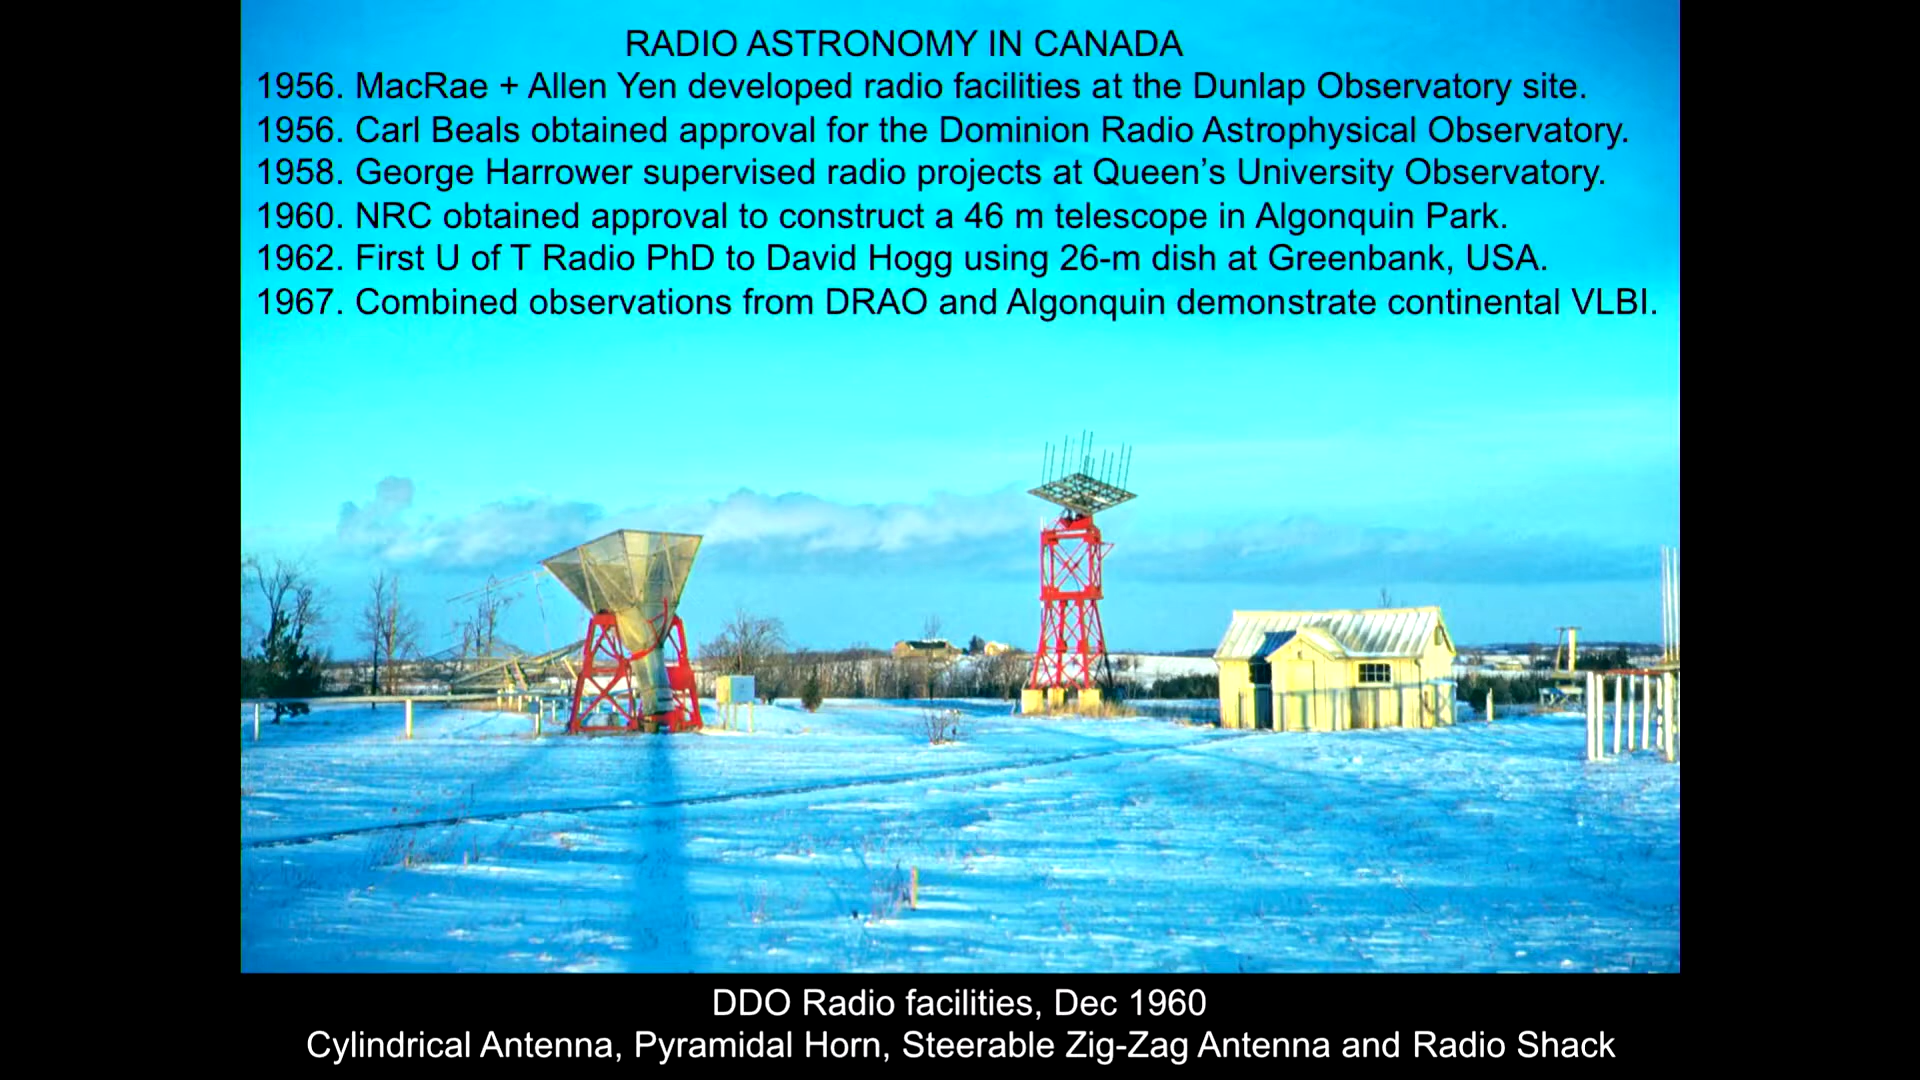 RADIO ASTRONOMY IN CANADA
1956. MacRae + Allen Yen developed radio facilities at the Dunlap Observatory site.
1956. Carl Beals obtained approval for the Dominion Radio Astrophysical Observatory.
1958. George Harrower supervised radio projects at Queen’s University Observatory.
1960. NRC obtained approval to construct a 46 m telescope in Algonquin Park.
1962. First U of T Radio PhD to David Hogg using 26-m dish at Greenbank, USA.
1967. Combined observations from DRAO and Algonquin demonstrate continental VLBI.
DDO Radio facilities, Dec 1960
Cylindrical Antenna, Pyramidal Horn, Steerable Zig-Zag Antenna and Radio Shack